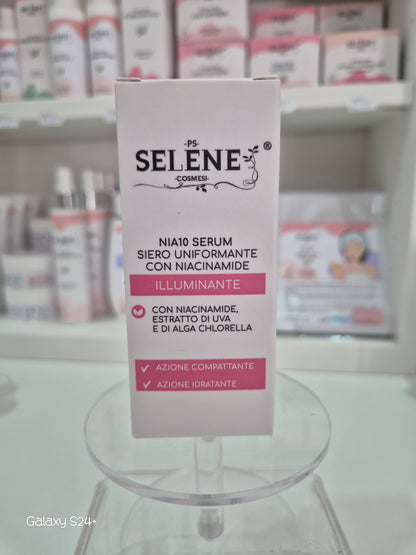 -PS-
SELENE®
-COSMESI-
NIA10 SERUM
SIERO UNIFORMANTE
CON NIACINAMIDE
ILLUMINANTE
CON NIACINAMIDE,
ESTRATTO DI UVA
E DI ALGA CHLORELLA
✓ AZIONE COMPATTANTE
✓ AZIONE IDRATANTE
Galaxy S24+